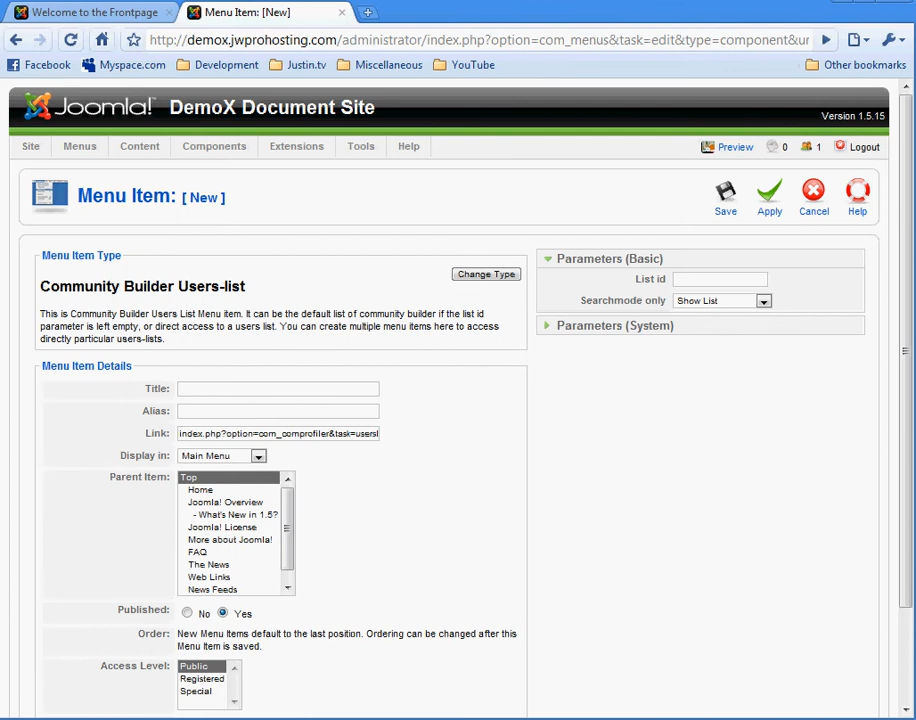 Welcome to the Frontpage
Menu Item: [New]
http://demox.jwprohosting.com/administrator/index.php?option=com_menus&task=edit&type=component&ur
Facebook Myspace.com Development Justin.tv Miscellaneous YouTube Other bookmarks
Joomla! DemoX Document Site
Version 1.5.15
Site Menus Content Components Extensions Tools Help Preview 0 1 Logout
Menu Item: [ New ]
Save Apply Cancel Help
Menu Item Type
Change Type
Community Builder Users-list
This is Community Builder Users List Menu item. It can be the default list of community builder if the list id
parameter is left empty, or direct access to a users list. You can create multiple menu items here to access
directly particular users-lists.
Parameters (Basic)
List id
Searchmode only Show List
Parameters (System)
Menu Item Details
Title:
Alias:
Link: index.php?option=com_comprofiler&task=usersl
Display in: Main Menu
Parent Item: Top
Home
Joomla! Overview
- What's New in 1.5?
Joomla! License
More about Joomla!
FAQ
The News
Web Links
News Feeds
Published: No Yes
Order: New Menu Items default to the last position. Ordering can be changed after this
Menu Item is saved.
Access Level: Public
Registered
Special